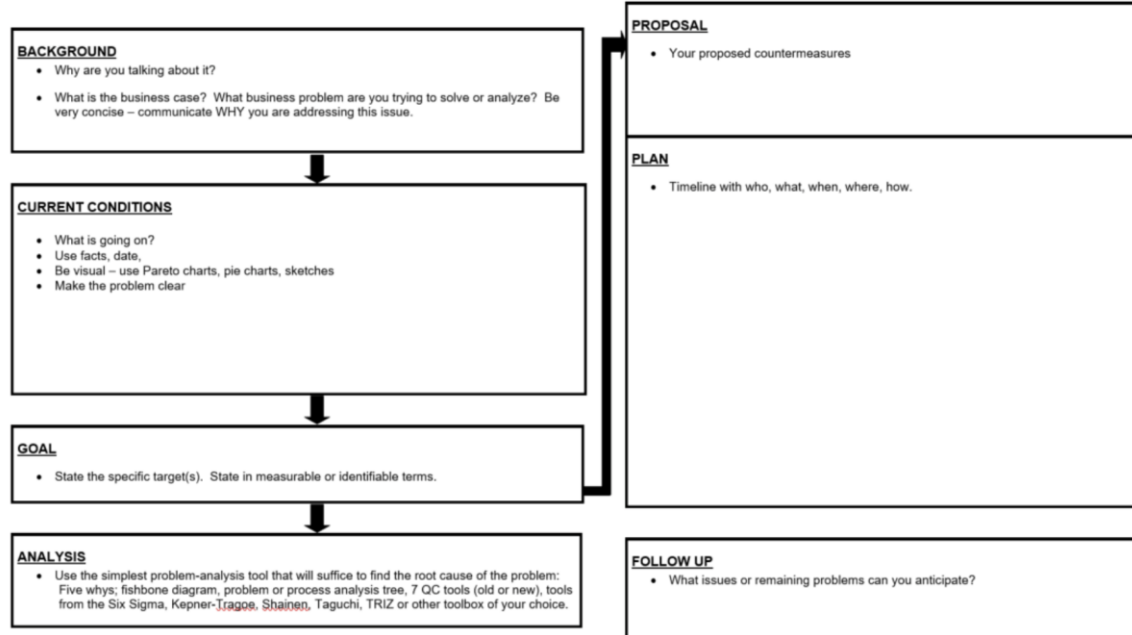 BACKGROUND
• Why are you talking about it?
• What is the business case? What business problem are you trying to solve or analyze? Be
very concise – communicate WHY you are addressing this issue.
CURRENT CONDITIONS
• What is going on?
• Use facts, date,
• Be visual – use Pareto charts, pie charts, sketches
• Make the problem clear
GOAL
• State the specific target(s). State in measurable or identifiable terms.
ANALYSIS
• Use the simplest problem-analysis tool that will suffice to find the root cause of the problem:
Five whys; fishbone diagram, problem or process analysis tree, 7 QC tools (old or new), tools
from the Six Sigma, Kepner-Tragoe, Shainen, Taguchi, TRIZ or other toolbox of your choice.
PROPOSAL
• Your proposed countermeasures
PLAN
• Timeline with who, what, when, where, how.
FOLLOW UP
• What issues or remaining problems can you anticipate?